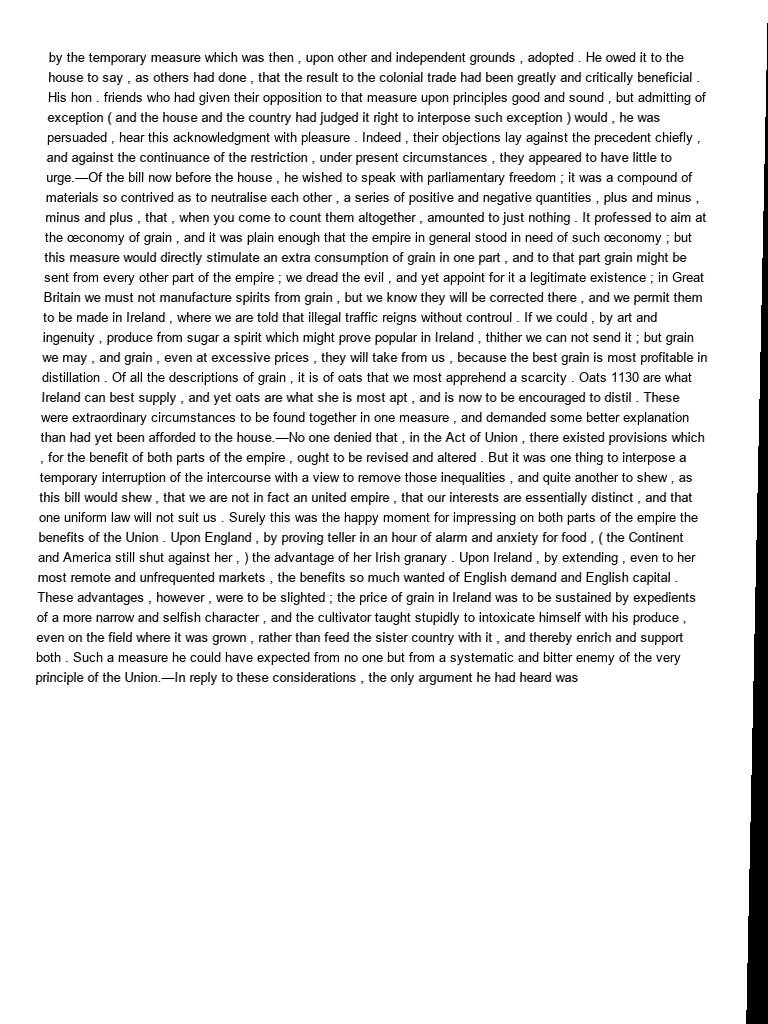 by the temporary measure which was then , upon other and independent grounds , adopted . He owed it to the
house to say , as others had done , that the result to the colonial trade had been greatly and critically beneficial .
His hon . friends who had given their opposition to that measure upon principles good and sound , but admitting of
exception ( and the house and the country had judged it right to interpose such exception ) would , he was
persuaded , hear this acknowledgment with pleasure . Indeed , their objections lay against the precedent chiefly ,
and against the continuance of the restriction , under present circumstances , they appeared to have little to
urge.—Of the bill now before the house , he wished to speak with parliamentary freedom ; it was a compound of
materials so contrived as to neutralise each other , a series of positive and negative quantities , plus and minus ,
minus and plus , that , when you come to count them altogether , amounted to just nothing . It professed to aim at
the œconomy of grain , and it was plain enough that the empire in general stood in need of such œconomy ; but
this measure would directly stimulate an extra consumption of grain in one part , and to that part grain might be
sent from every other part of the empire ; we dread the evil , and yet appoint for it a legitimate existence ; in Great
Britain we must not manufacture spirits from grain , but we know they will be corrected there , and we permit them
to be made in Ireland , where we are told that illegal traffic reigns without controul . If we could , by art and
ingenuity , produce from sugar a spirit which might prove popular in Ireland , thither we can not send it ; but grain
we may , and grain , even at excessive prices , they will take from us , because the best grain is most profitable in
distillation . Of all the descriptions of grain , it is of oats that we most apprehend a scarcity . Oats 1130 are what
Ireland can best supply , and yet oats are what she is most apt , and is now to be encouraged to distil . These
were extraordinary circumstances to be found together in one measure , and demanded some better explanation
than had yet been afforded to the house.—No one denied that , in the Act of Union , there existed provisions which
, for the benefit of both parts of the empire , ought to be revised and altered . But it was one thing to interpose a
temporary interruption of the intercourse with a view to remove those inequalities , and quite another to shew , as
this bill would shew , that we are not in fact an united empire , that our interests are essentially distinct , and that
one uniform law will not suit us . Surely this was the happy moment for impressing on both parts of the empire the
benefits of the Union . Upon England , by proving teller in an hour of alarm and anxiety for food , ( the Continent
and America still shut against her , ) the advantage of her Irish granary . Upon Ireland , by extending , even to her
most remote and unfrequented markets , the benefits so much wanted of English demand and English capital .
These advantages , however , were to be slighted ; the price of grain in Ireland was to be sustained by expedients
of a more narrow and selfish character , and the cultivator taught stupidly to intoxicate himself with his produce ,
even on the field where it was grown , rather than feed the sister country with it , and thereby enrich and support
both . Such a measure he could have expected from no one but from a systematic and bitter enemy of the very
principle of the Union.—In reply to these considerations , the only argument he had heard was